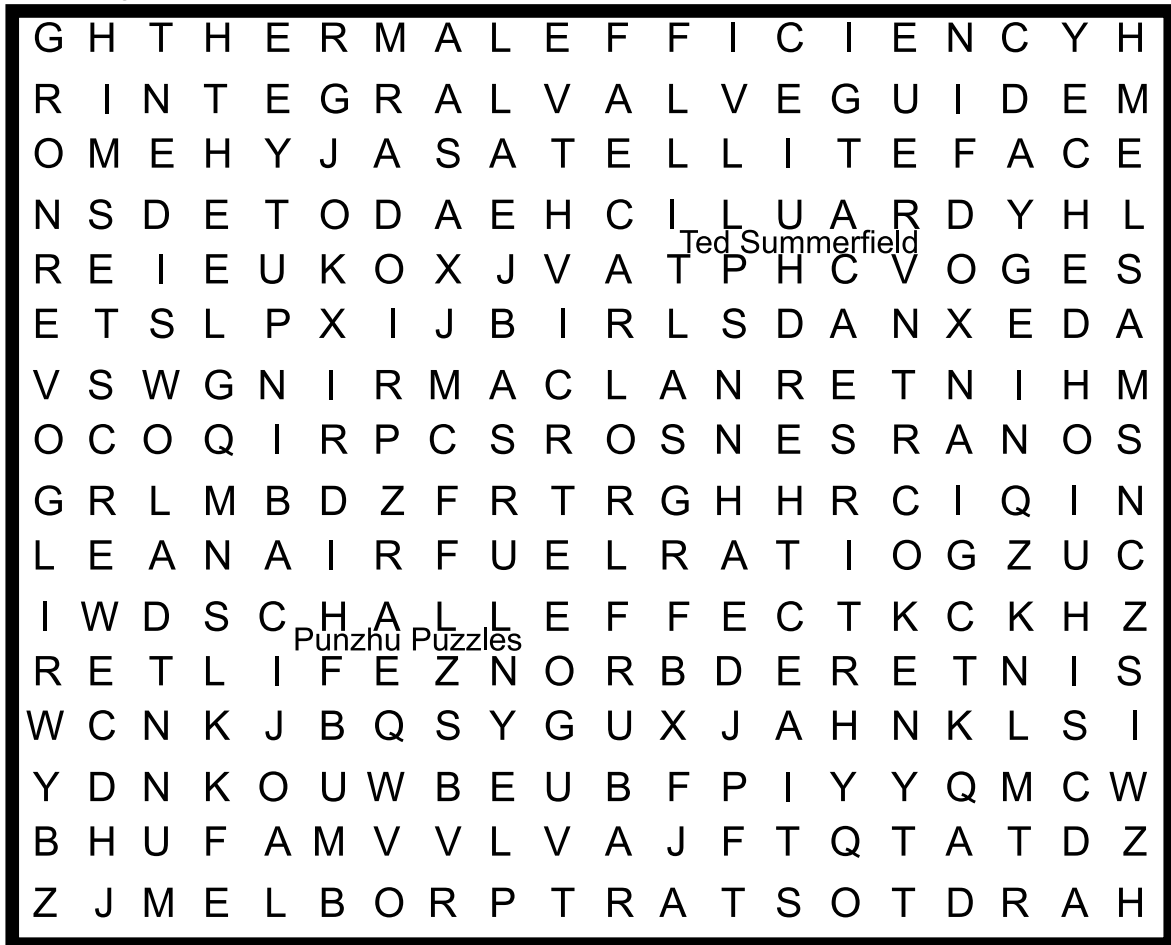 G H T H E R M A L E F F I C I E N C Y H
R I N T E G R A L V A L V E G U I D E M
O M E H Y J A S A T E L L I T E F A C E
N S D E T O D A E H C I L U A R D Y H L
Ted Summerfield
R E I E U K O X J V A T P H C V O G E S
E T S L P X I J B I R L S D A N X E D A
V S W G N I R M A C L A N R E T N I H M
O C O Q I R P C S R O S N E S R A N O S
G R L M B D Z F R T R G H H R C I Q I N
L E A N A I R F U E L R A T I O G Z U C
I W D S C H A L L E F F E C T K C K H Z
Punzhu Puzzles
R E T L I F E Z N O R B D E R E T N I S
W C N K J B Q S Y G U X J A H N K L S I
Y D N K O U W B E U B F P I Y Y Q M C W
B H U F A M V V L V A J F T Q T A T D Z
Z J M E L B O R P T R A T S O T D R A H